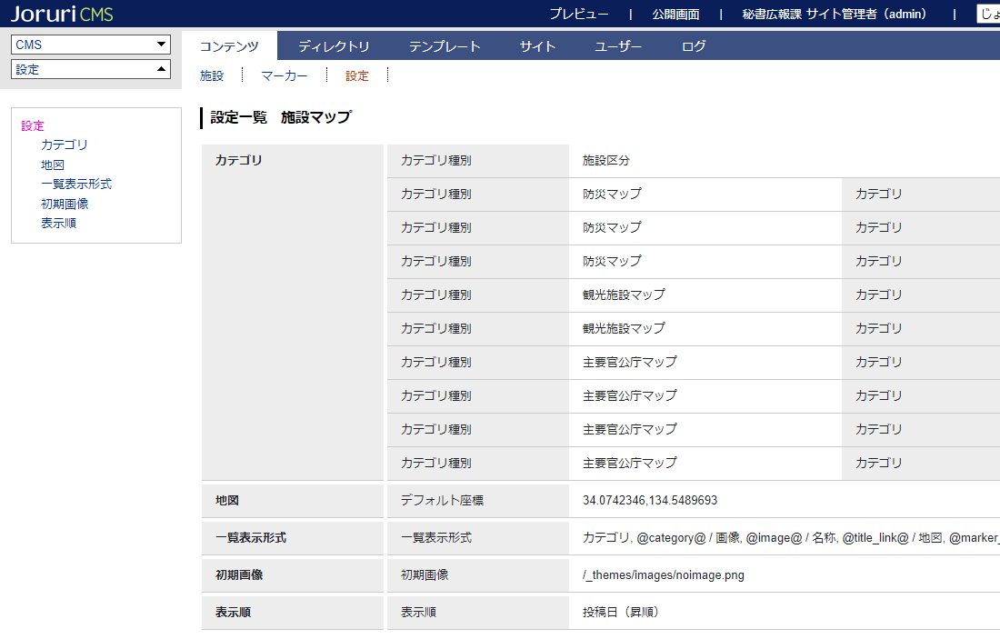 Joruri CMS
プレビュー | 公開画面 | 秘書広報課 サイト管理者（admin） | じょ
CMS
設定
コンテンツ ディレクトリ テンプレート サイト ユーザー ログ
施設 マーカー 設定
設定
カテゴリ
地図
一覧表示形式
初期画像
表示順
設定一覧 施設マップ
カテゴリ カテゴリ種別 施設区分
カテゴリ種別 防災マップ カテゴリ
カテゴリ種別 防災マップ カテゴリ
カテゴリ種別 防災マップ カテゴリ
カテゴリ種別 観光施設マップ カテゴリ
カテゴリ種別 観光施設マップ カテゴリ
カテゴリ種別 主要官公庁マップ カテゴリ
カテゴリ種別 主要官公庁マップ カテゴリ
カテゴリ種別 主要官公庁マップ カテゴリ
カテゴリ種別 主要官公庁マップ カテゴリ
地図 デフォルト座標 34.0742346,134.5489693
一覧表示形式 一覧表示形式 カテゴリ, @category@ / 画像, @image@ / 名称, @title_link@ / 地図, @marker_
初期画像 初期画像 /_themes/images/noimage.png
表示順 表示順 投稿日（昇順）